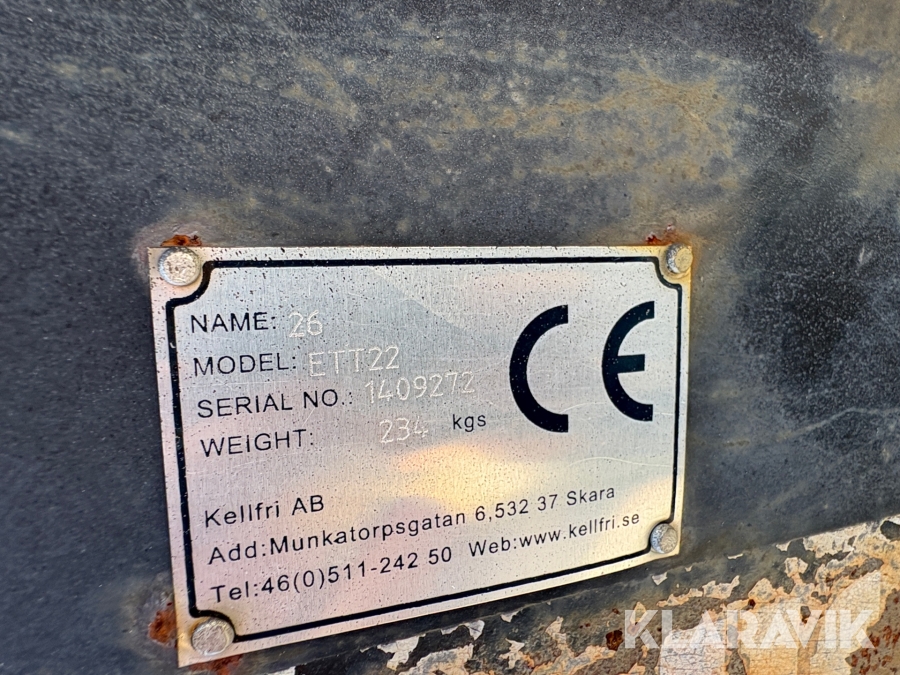 NAME: 26
MODEL: ETT22
SERIAL NO.: 1409272
WEIGHT: 234 kgs
CE
Kellfri AB
Add:Munkatorpsgatan 6,532 37 Skara
Tel:46(0)511-242 50 Web:www.kellfri.se
KLARAVIK